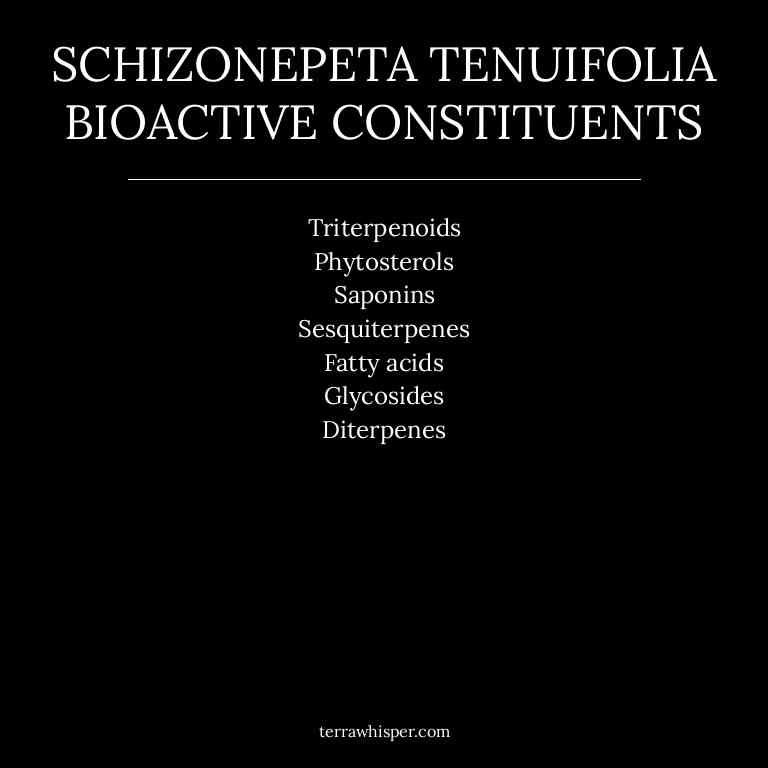 SCHIZONEPETA TENUIFOLIA
BIOACTIVE CONSTITUENTS
Triterpenoids
Phytosterols
Saponins
Sesquiterpenes
Fatty acids
Glycosides
Diterpenes
terrawhisper.com